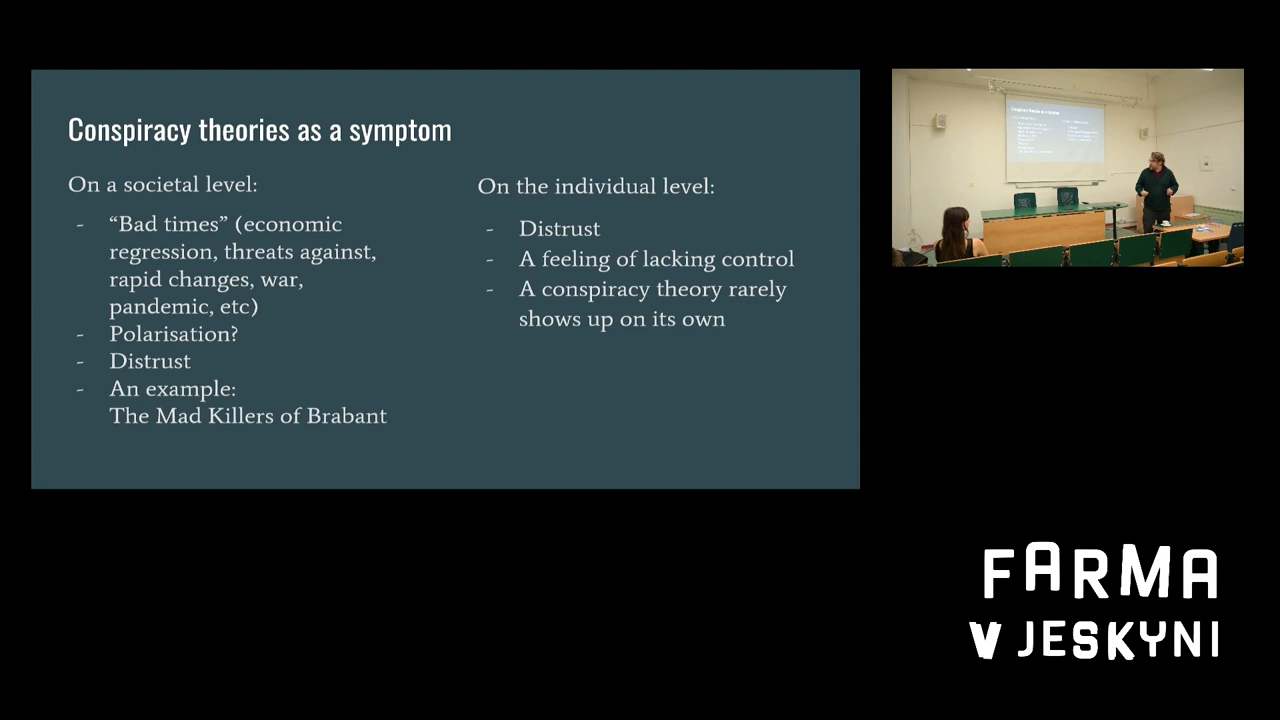 Conspiracy theories as a symptom
On a societal level:
- “Bad times” (economic
regression, threats against,
rapid changes, war,
pandemic, etc)
- Polarisation?
- Distrust
- An example:
The Mad Killers of Brabant
On the individual level:
- Distrust
- A feeling of lacking control
- A conspiracy theory rarely
shows up on its own
FARMA
V JESKYNI